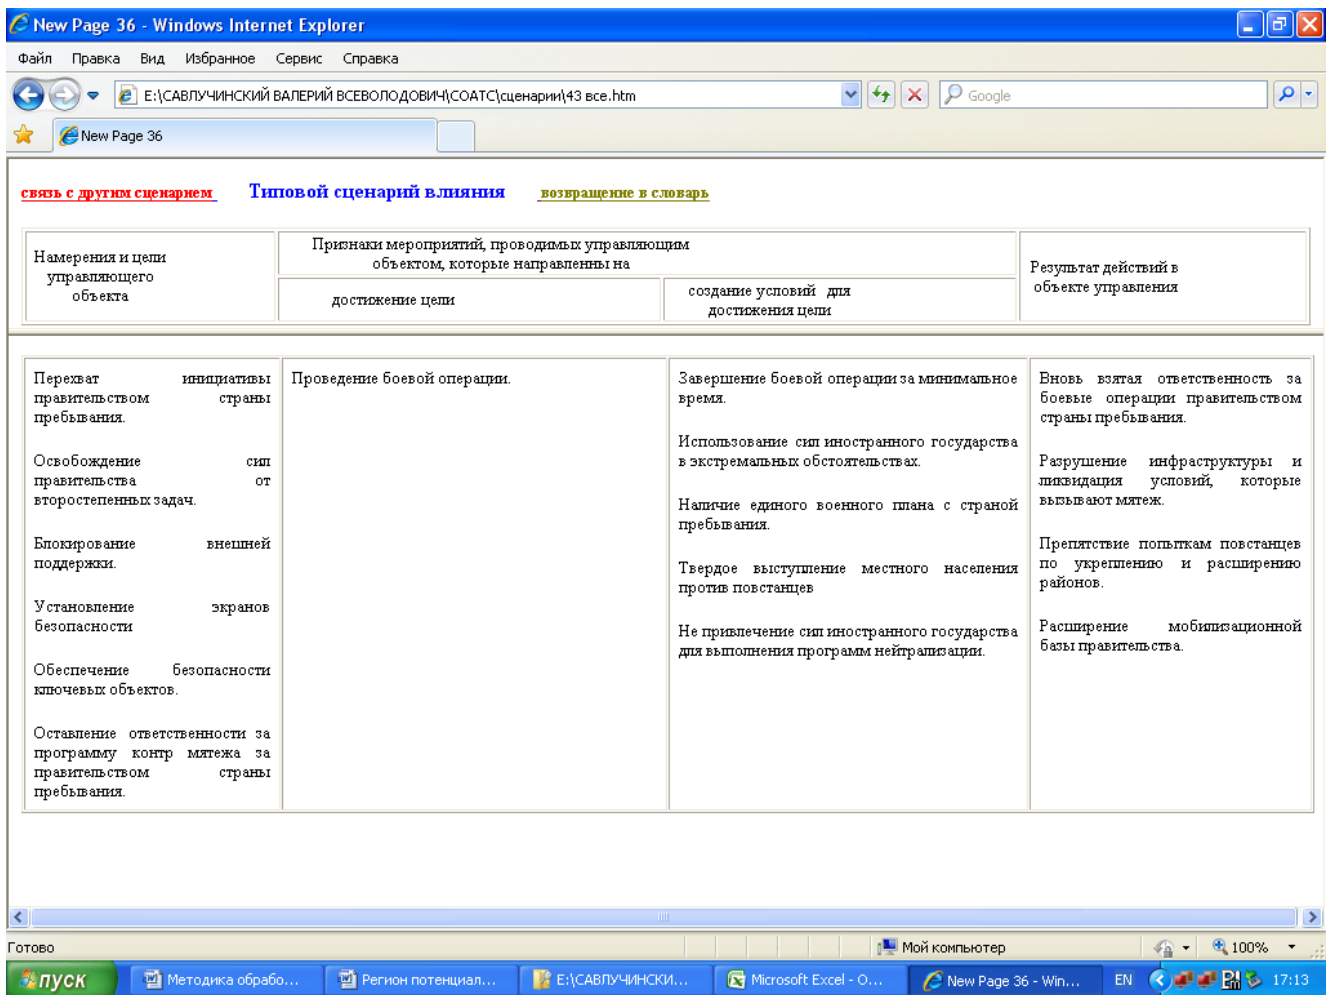 New Page 36 - Windows Internet Explorer
Файл Правка Вид Избранное Сервис Справка
E:\САВЛУЧИНСКИЙ ВАЛЕРИЙ ВСЕВОЛОДОВИЧ\СОАТС\сценарии\43 все.htm
Google
New Page 36
связь с другим сценарием Типовой сценарий влияния возвращение в словарь
Намерения и цели
управляющего
объекта
Признаки мероприятий, проводимых управляющим
объектом, которые направленны на
достижение цели
создание условий для
достижения цели
Результат действий в
объекте управления
Перехват инициативы
правительством страны
пребывания.
Освобождение сил
правительства от
второстепенных задач.
Блокирование внешней
поддержки.
Установление экранов
безопасности
Обеспечение безопасности
ключевых объектов.
Оставление ответственности за
программу контр мятежа за
правительством страны
пребывания.
Проведение боевой операции.
Завершение боевой операции за минимальное
время.
Использование сил иностранного государства
в экстремальных обстоятельствах.
Наличие единого военного плана с страной
пребывания.
Твердое выступление местного населения
против повстанцев
Не привлечение сил иностранного государства
для выполнения программ нейтрализации.
Вновь взятая ответственность за
боевые операции правительством
страны пребывания.
Разрушение инфраструктуры и
ликвидация условий, которые
вызывают мятеж.
Препятствие попыткам повстанцев
по укреплению и расширению
районов.
Расширение мобилизационной
базы правительства.
Готово
Мой компьютер
100%
пуск
Методика обрабо...
Регион потенциал...
E:\САВЛУЧИНСКИ...
Microsoft Excel - О...
New Page 36 - Win...
EN
17:13